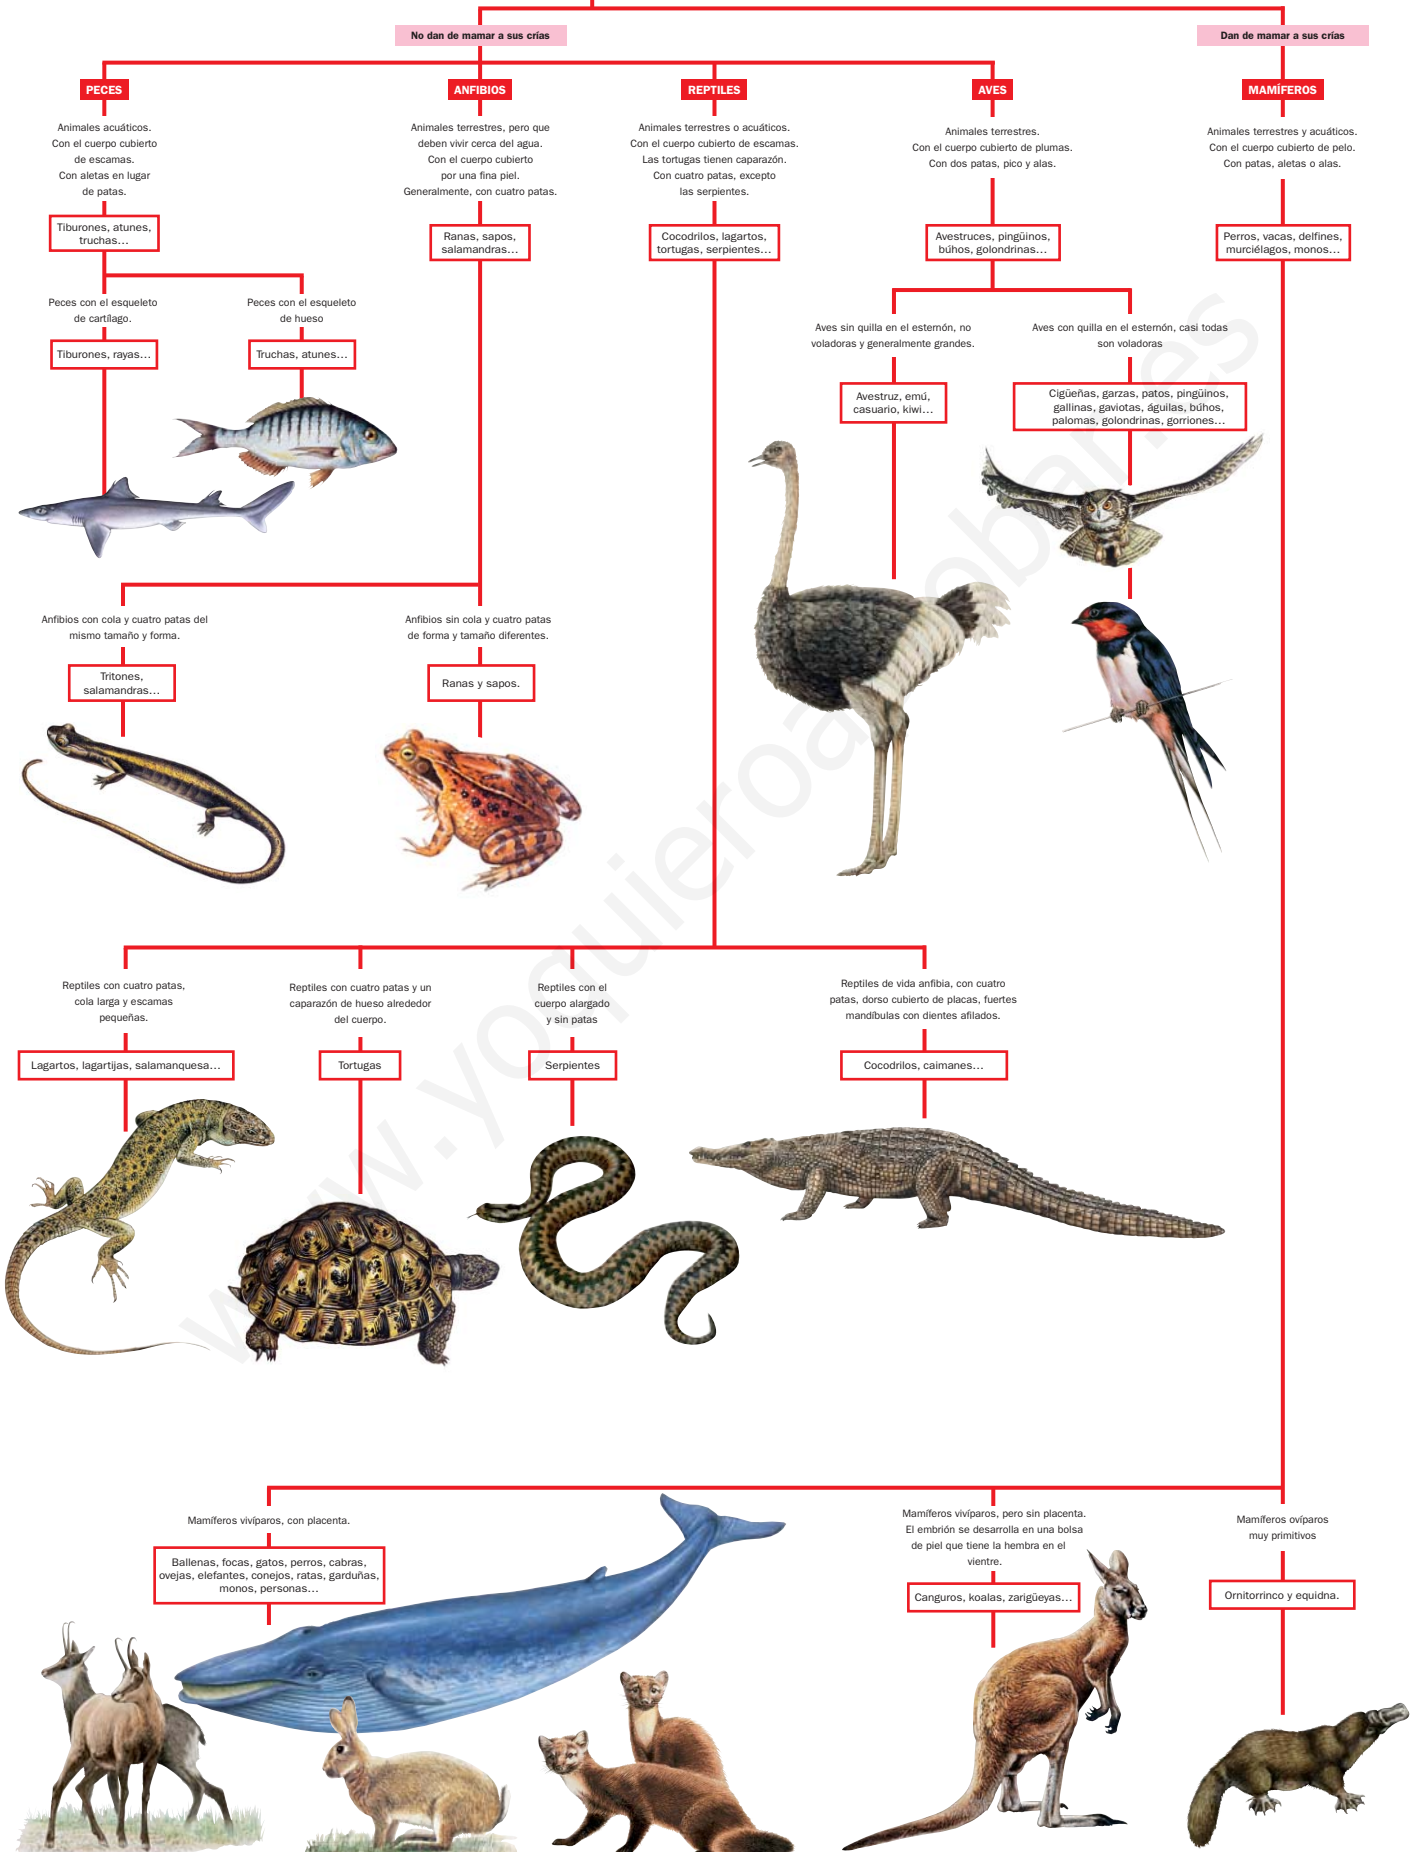 No dan de mamar a sus crías
Dan de mamar a sus crías
PECES
ANFIBIOS
REPTILES
AVES
MAMÍFEROS
Animales acuáticos.
Con el cuerpo cubierto
de escamas.
Con aletas en lugar
de patas.
Animales terrestres, pero que
deben vivir cerca del agua.
Con el cuerpo cubierto
por una fina piel.
Generalmente, con cuatro patas.
Animales terrestres o acuáticos.
Con el cuerpo cubierto de escamas.
Las tortugas tienen caparazón.
Con cuatro patas, excepto
las serpientes.
Animales terrestres.
Con el cuerpo cubierto de plumas.
Con dos patas, pico y alas.
Animales terrestres y acuáticos.
Con el cuerpo cubierto de pelo.
Con patas, aletas o alas.
Tiburones, atunes,
truchas...
Ranas, sapos,
salamandras...
Cocodrilos, lagartos,
tortugas, serpientes...
Avestruces, pingüinos,
búhos, golondrinas...
Perros, vacas, delfines,
murciélagos, monos...
Peces con el esqueleto
de cartílago.
Peces con el esqueleto
de hueso
Tiburones, rayas...
Truchas, atunes...
Aves sin quilla en el esternón, no
voladoras y generalmente grandes.
Aves con quilla en el esternón, casi todas
son voladoras
Avestruz, emú,
casuario, kiwi...
Cigüeñas, garzas, patos, pingüinos,
gallinas, gaviotas, águilas, búhos,
palomas, golondrinas, gorriones...
Anfibios con cola y cuatro patas del
mismo tamaño y forma.
Anfibios sin cola y cuatro patas
de forma y tamaño diferentes.
Tritones,
salamandras...
Ranas y sapos.
Reptiles con cuatro patas,
cola larga y escamas
pequeñas.
Reptiles con cuatro patas y un
caparazón de hueso alrededor
del cuerpo.
Reptiles con el
cuerpo alargado
y sin patas
Reptiles de vida anfibia, con cuatro
patas, dorso cubierto de placas, fuertes
mandíbulas con dientes afilados.
Lagartos, lagartijas, salamanquesa...
Tortugas
Serpientes
Cocodrilos, caimanes...
Mamíferos vivíparos, con placenta.
Mamíferos vivíparos, pero sin placenta.
El embrión se desarrolla en una bolsa
de piel que tiene la hembra en el
vientre.
Mamíferos ovíparos
muy primitivos
Ballenas, focas, gatos, perros, cabras,
ovejas, elefantes, conejos, ratas, garduñas,
monos, personas...
Canguros, koalas, zarigüeyas...
Ornitorrinco y equidna.